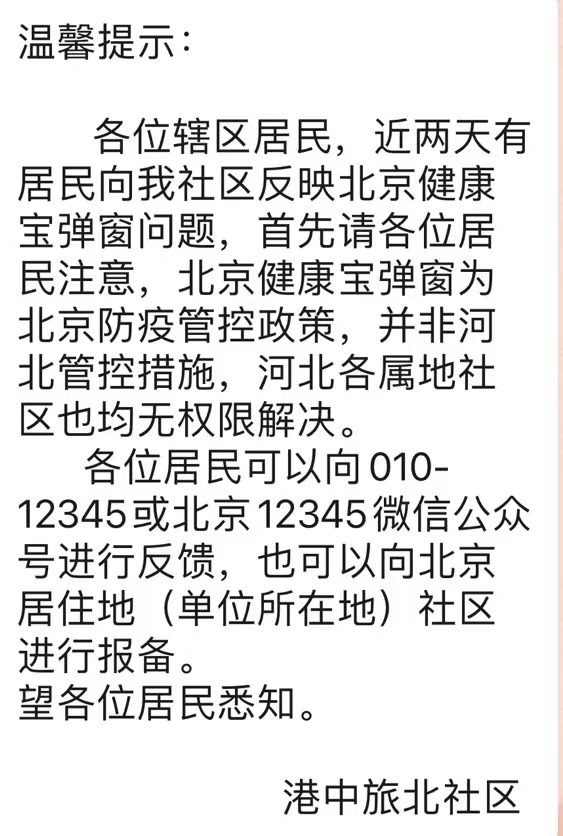 温馨提示：
各位辖区居民，近两天有
居民向我社区反映北京健康
宝弹窗问题，首先请各位居
民注意，北京健康宝弹窗为
北京防疫管控政策，并非河
北管控措施，河北各属地社
区也均无权限解决。
各位居民可以向010-
12345或北京12345微信公众
号进行反馈，也可以向北京
居住地（单位所在地）社区
进行报备。
望各位居民悉知。
港中旅北社区